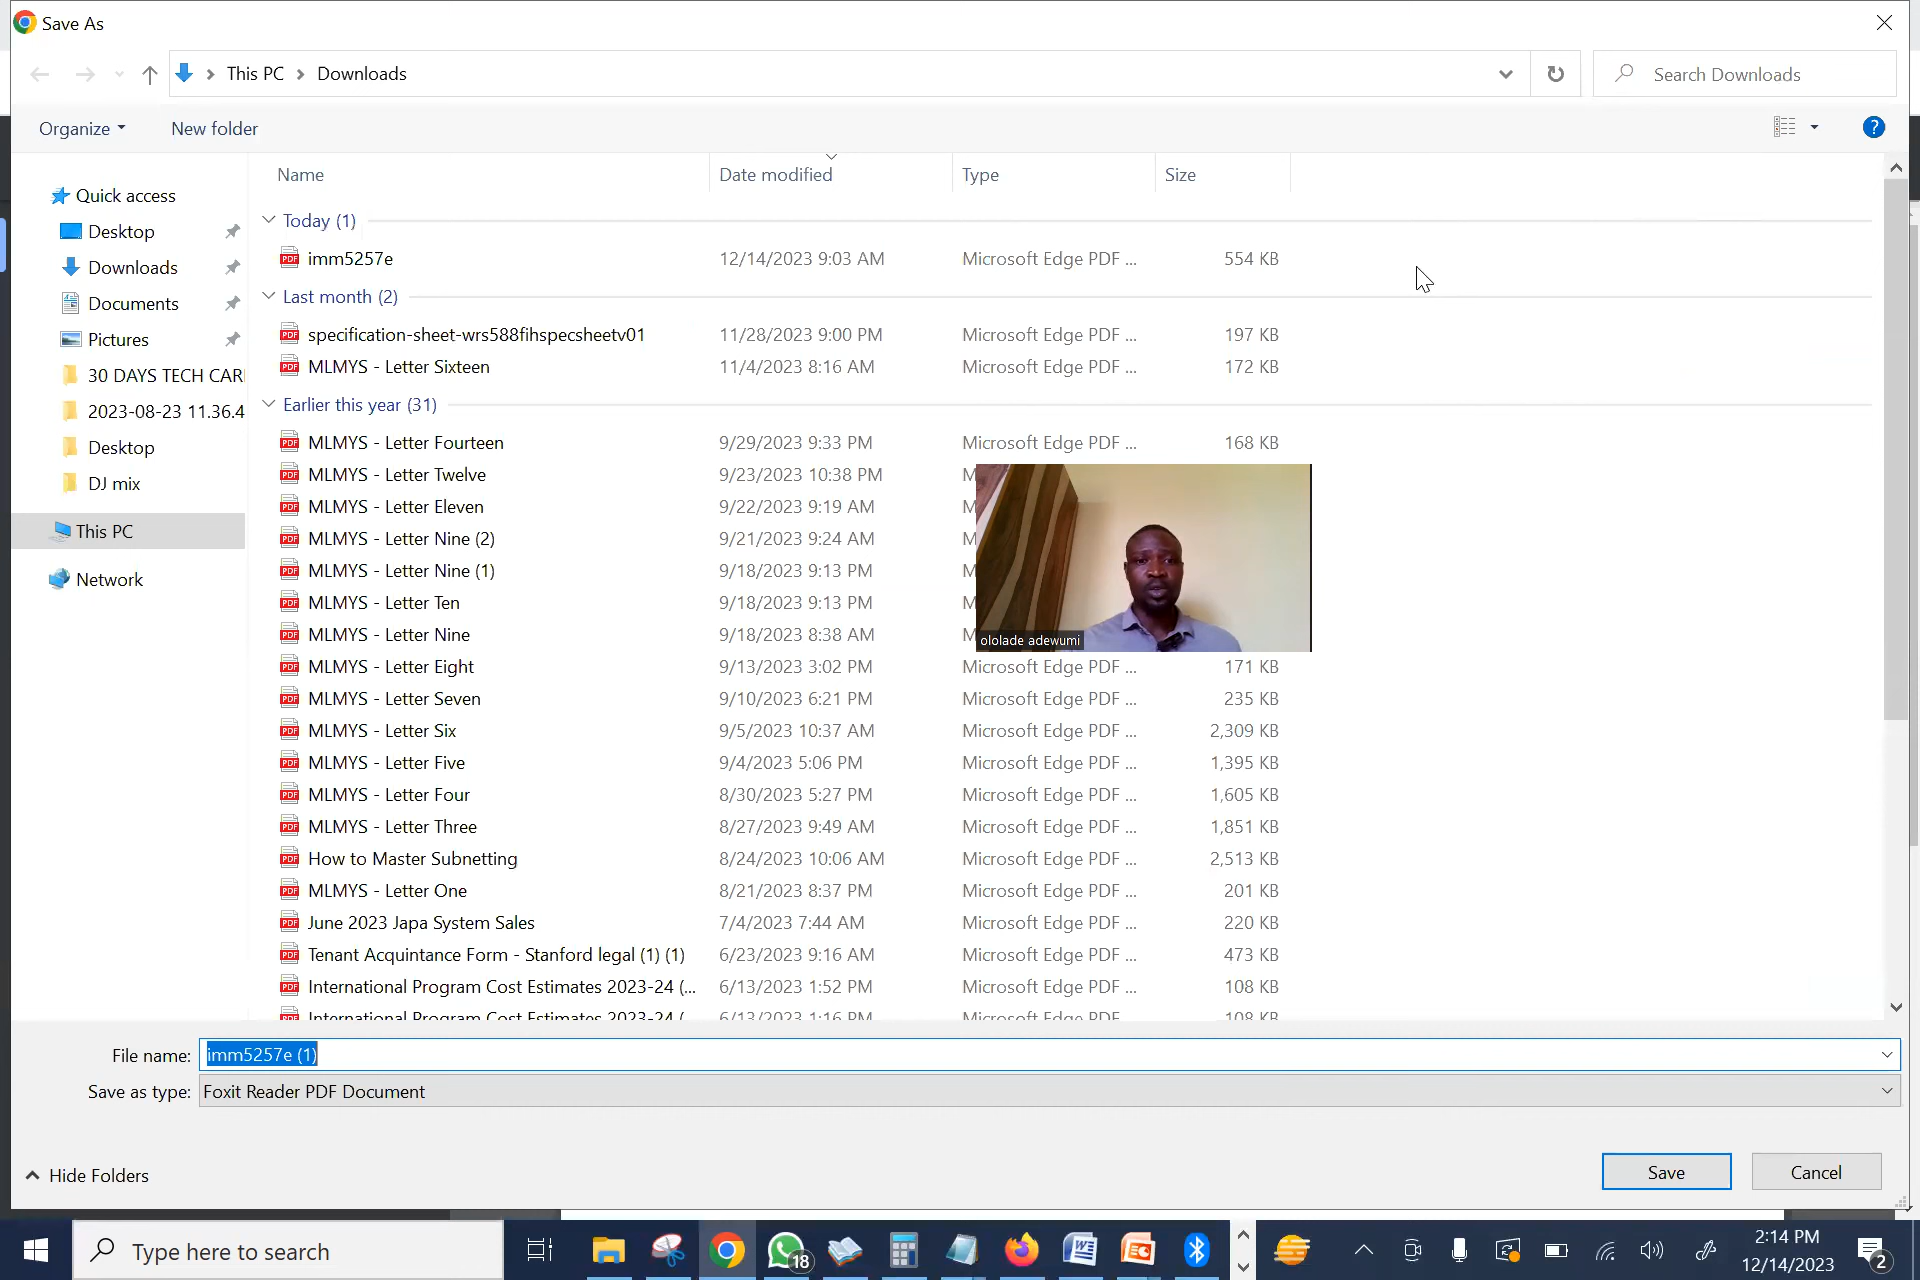 Save As
This PC > Downloads
Search Downloads
Organize
New folder
?
Name Date modified Type Size
Quick access
Desktop
Downloads
Documents
Pictures
30 DAYS TECH CARI
2023-08-23 11.36.4
Desktop
DJ mix
This PC
Network
Today (1)
imm5257e 12/14/2023 9:03 AM Microsoft Edge PDF ... 554 KB
Last month (2)
specification-sheet-wrs588fihspecsheetv01 11/28/2023 9:00 PM Microsoft Edge PDF ... 197 KB
MLMYS - Letter Sixteen 11/4/2023 8:16 AM Microsoft Edge PDF ... 172 KB
Earlier this year (31)
MLMYS - Letter Fourteen 9/29/2023 9:33 PM Microsoft Edge PDF ... 168 KB
MLMYS - Letter Twelve 9/23/2023 10:38 PM
MLMYS - Letter Eleven 9/22/2023 9:19 AM
MLMYS - Letter Nine (2) 9/21/2023 9:24 AM
MLMYS - Letter Nine (1) 9/18/2023 9:13 PM
MLMYS - Letter Ten 9/18/2023 9:13 PM
MLMYS - Letter Nine 9/18/2023 8:38 AM
ololade adewumi
MLMYS - Letter Eight 9/13/2023 3:02 PM Microsoft Edge PDF ... 171 KB
MLMYS - Letter Seven 9/10/2023 6:21 PM Microsoft Edge PDF ... 235 KB
MLMYS - Letter Six 9/5/2023 10:37 AM Microsoft Edge PDF ... 2,309 KB
MLMYS - Letter Five 9/4/2023 5:06 PM Microsoft Edge PDF ... 1,395 KB
MLMYS - Letter Four 8/30/2023 5:27 PM Microsoft Edge PDF ... 1,605 KB
MLMYS - Letter Three 8/27/2023 9:49 AM Microsoft Edge PDF ... 1,851 KB
How to Master Subnetting 8/24/2023 10:06 AM Microsoft Edge PDF ... 2,513 KB
MLMYS - Letter One 8/21/2023 8:37 PM Microsoft Edge PDF ... 201 KB
June 2023 Japa System Sales 7/4/2023 7:44 AM Microsoft Edge PDF ... 220 KB
Tenant Acquintance Form - Stanford legal (1) (1) 6/23/2023 9:16 AM Microsoft Edge PDF ... 473 KB
International Program Cost Estimates 2023-24 (... 6/13/2023 1:52 PM Microsoft Edge PDF ... 108 KB
International Program Cost Estimates 2023-24 (... 6/13/2023 1:16 PM Microsoft Edge PDF ... 108 KB
File name: imm5257e (1)
Save as type: Foxit Reader PDF Document
Hide Folders
Save
Cancel
Type here to search
18
2:14 PM
12/14/2023
2